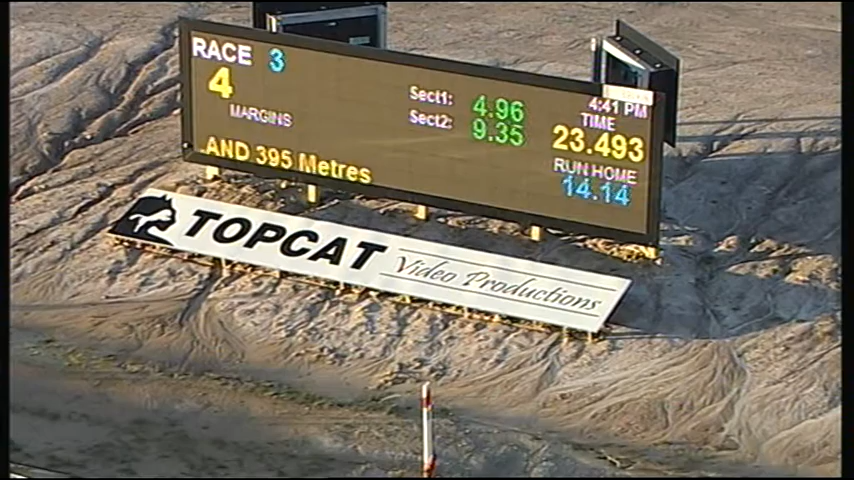 RACE 3
4
MARGINS
AND 395 Metres
Sect1: 4.96
Sect2: 9.35
4:41 PM
TIME
23.493
RUN HOME
14.14
TOPCAT Video Productions